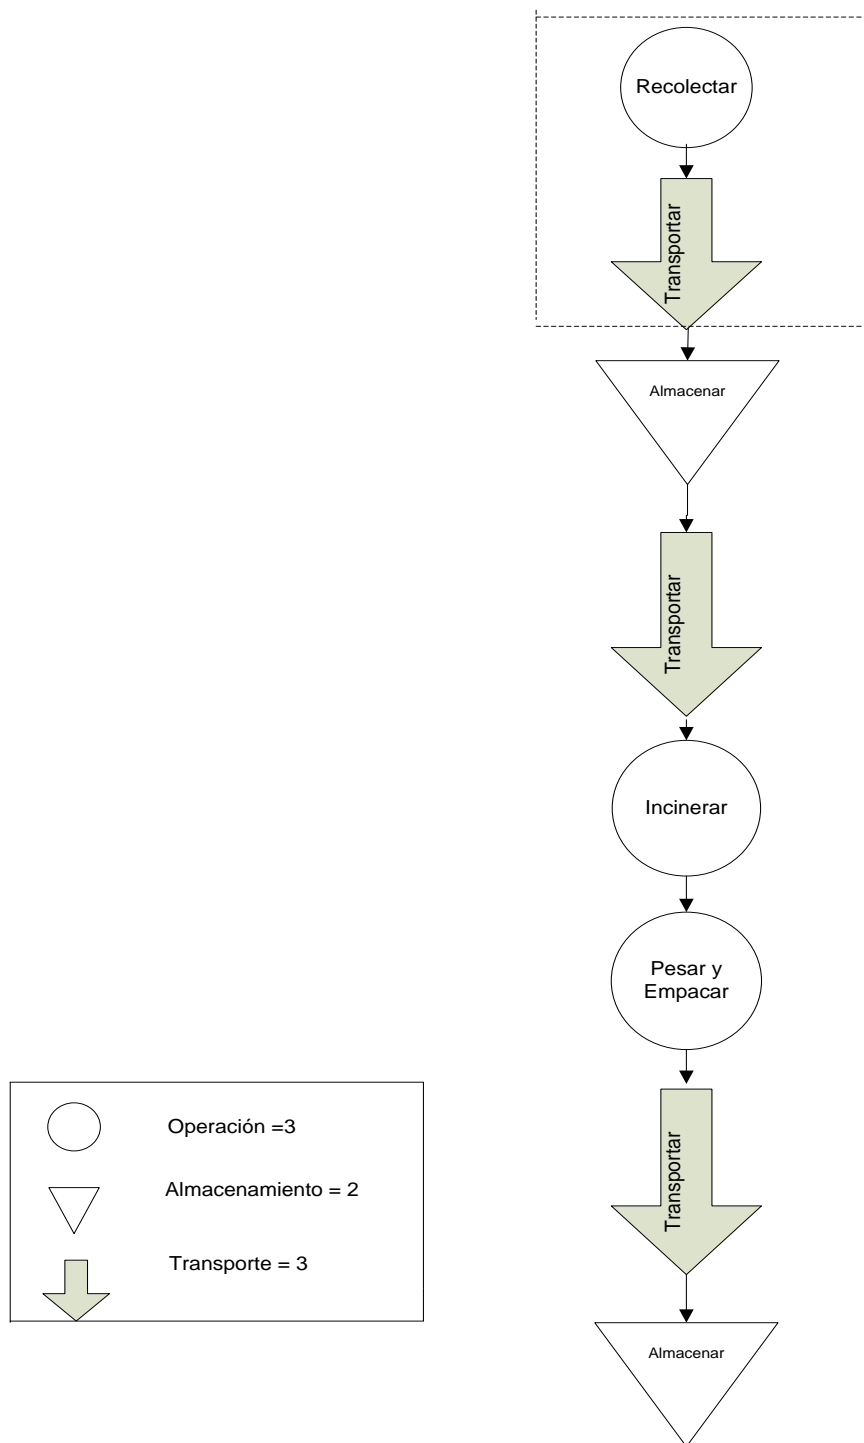 Recolectar
Transportar
Almacenar
Transportar
Incinerar
Pesar y
Empacar
Transportar
Almacenar
Operación =3
Almacenamiento = 2
Transporte = 3